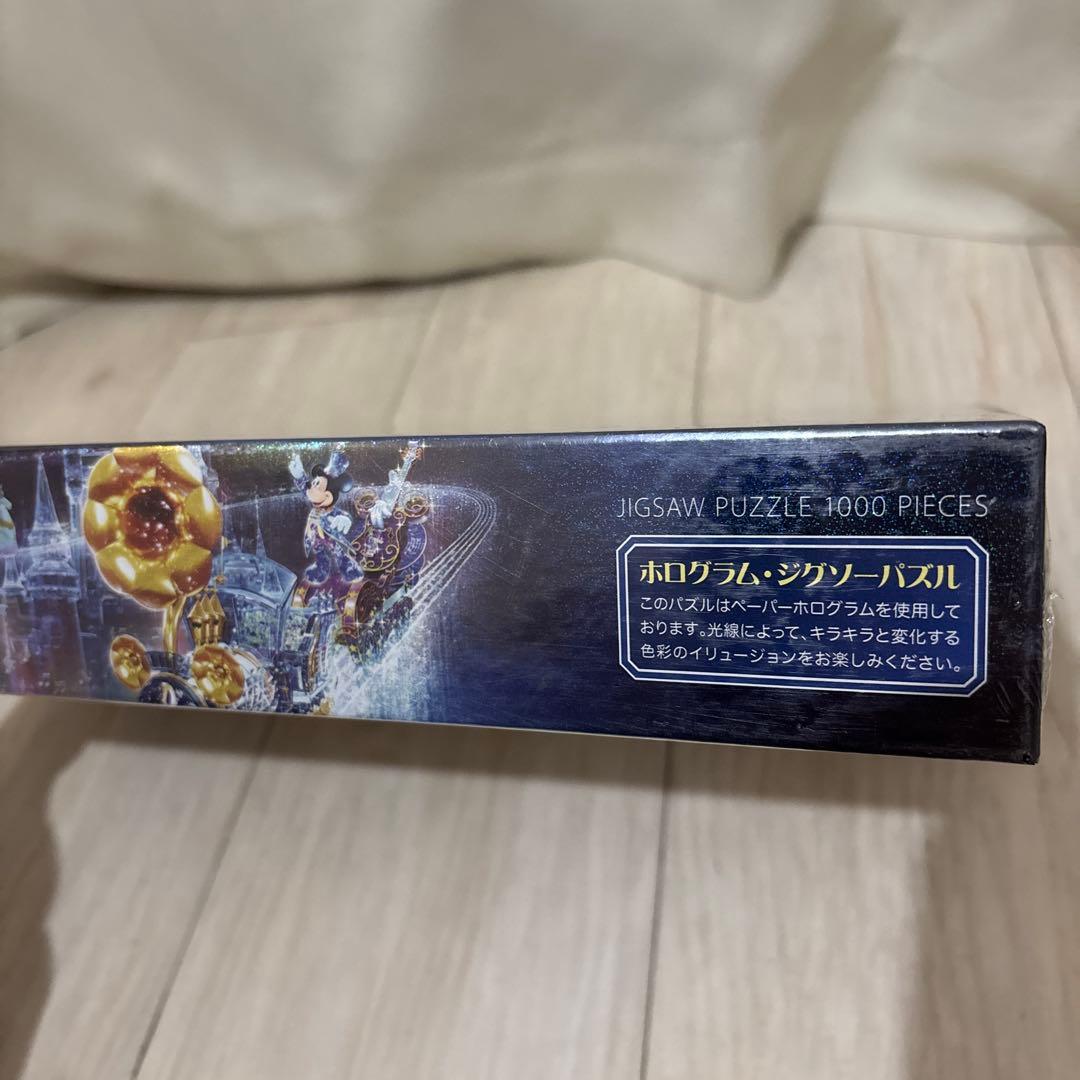 JIGSAW PUZZLE 1000 PIECES
ホログラム・ジグソーパズル
このパズルはペーパーホログラムを使用して
おります。光線によって、キラキラと変化する
色彩のイリュージョンをお楽しみください。